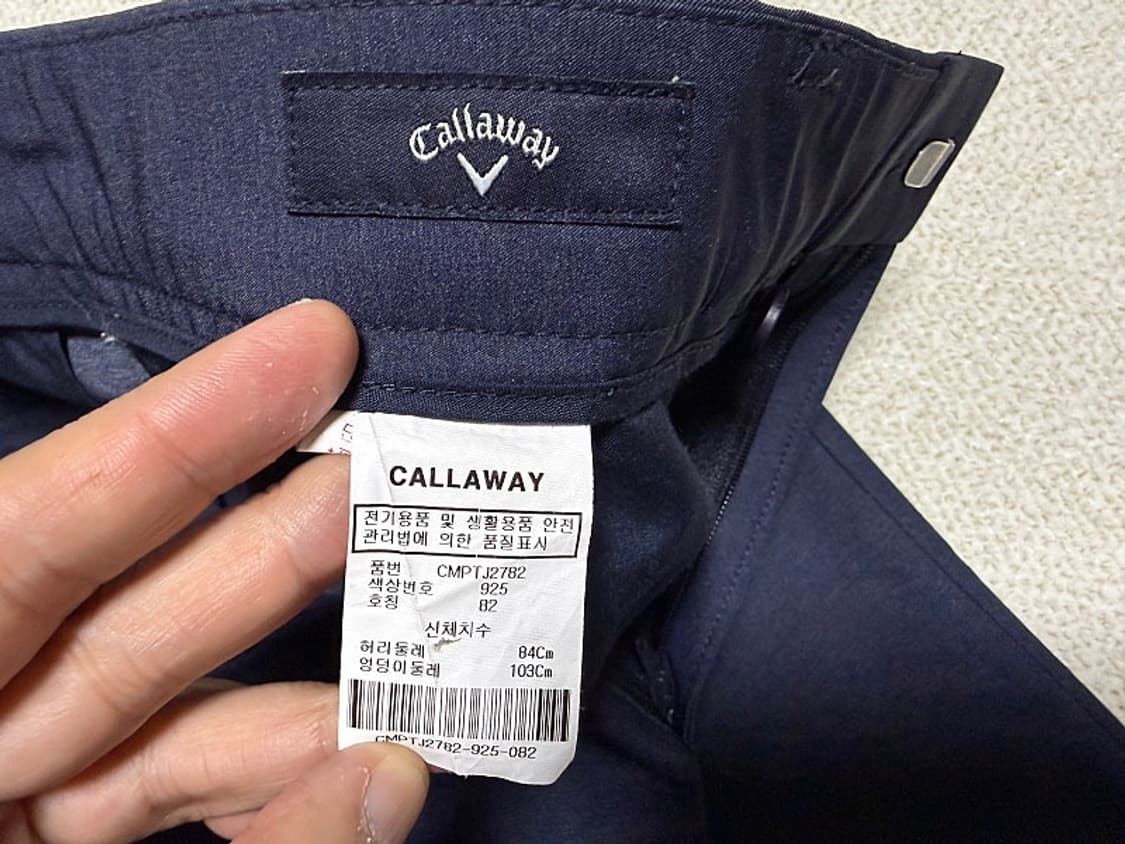 Callaway
CALLAWAY
전기용품 및 생활용품 안전
관리법에 의한 품질표시
품번 CMPTJ2782
색상번호 925
호칭 82
신체치수
허리둘레 84Cm
엉덩이둘레 103Cm
CMPTJ2782-925-082